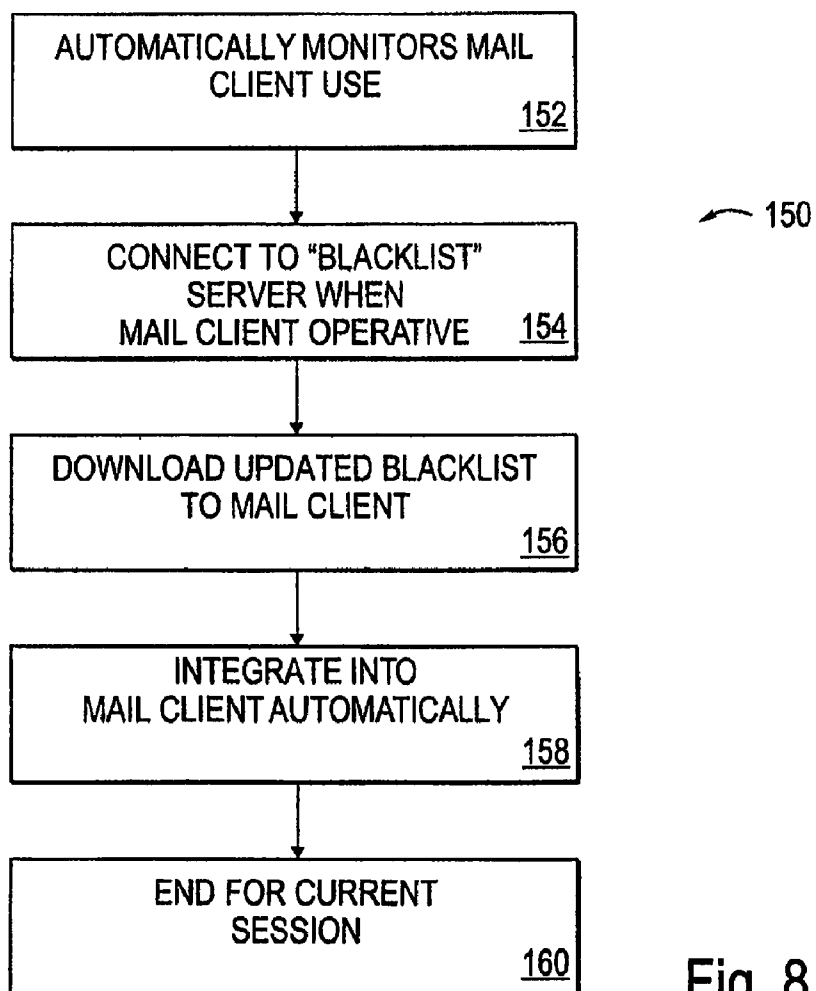 AUTOMATICALLY MONITORS MAIL
CLIENT USE
152
150
CONNECT TO "BLACKLIST"
SERVER WHEN
MAIL CLIENT OPERATIVE
154
DOWNLOAD UPDATED BLACKLIST
TO MAIL CLIENT
156
INTEGRATE INTO
MAIL CLIENT AUTOMATICALLY
158
END FOR CURRENT
SESSION
160
Fig. 8